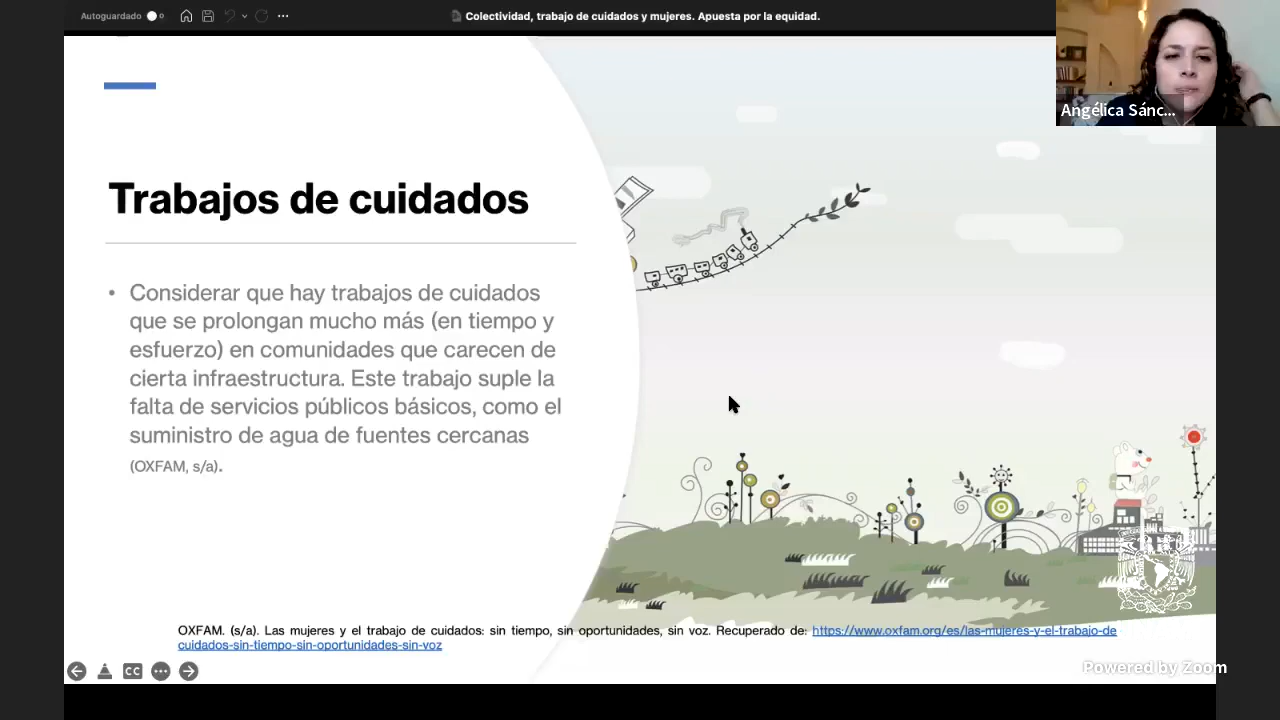 Autoguardado
Colectividad, trabajo de cuidados y mujeres. Apuesta por la equidad.
Angélica Sánc...
Trabajos de cuidados
• Considerar que hay trabajos de cuidados
que se prolongan mucho más (en tiempo y
esfuerzo) en comunidades que carecen de
cierta infraestructura. Este trabajo suple la
falta de servicios públicos básicos, como el
suministro de agua de fuentes cercanas
(OXFAM, s/a).
OXFAM. (s/a). Las mujeres y el trabajo de cuidados: sin tiempo, sin oportunidades, sin voz. Recuperado de: https://www.oxfam.org/es/las-mujeres-y-el-trabajo-de
cuidados-sin-tiempo-sin-oportunidades-sin-voz
CC
Powered by Zoom